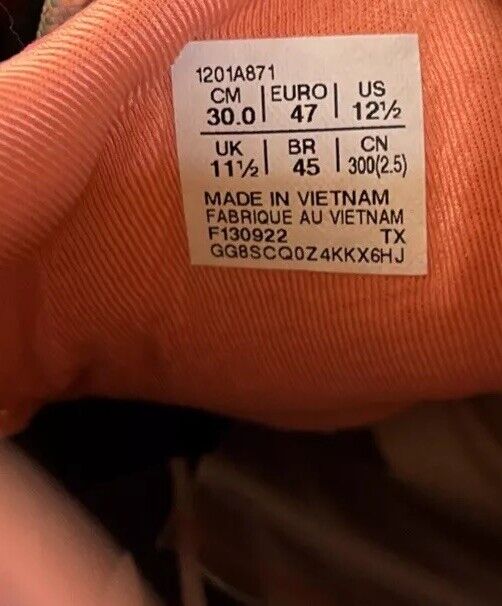 1201A871
CM | EURO | US
30.0 | 47 | 12½
UK | BR | CN
11½ | 45 | 300(2.5)
MADE IN VIETNAM
FABRIQUE AU VIETNAM
F130922 TX
GG8SCQ0Z4KKX6HJ